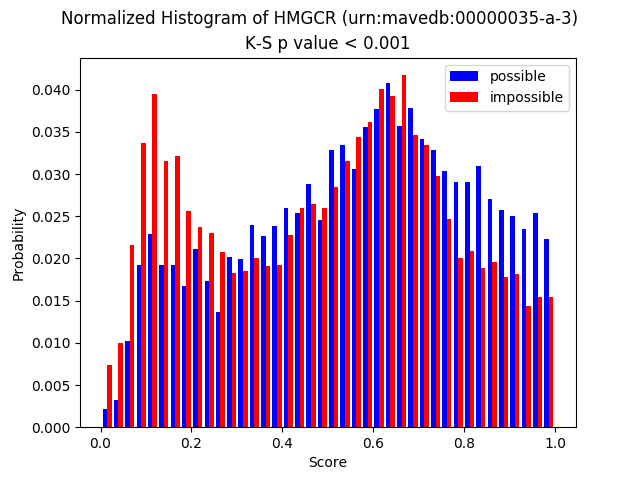 Normalized Histogram of HMGCR (urn:mavedb:00000035-a-3)
K-S p value < 0.001
possible
impossible
0.040
0.035
0.030
0.025
0.020
0.015
0.010
0.005
0.000
Probability
0.0 0.2 0.4 0.6 0.8 1.0
Score